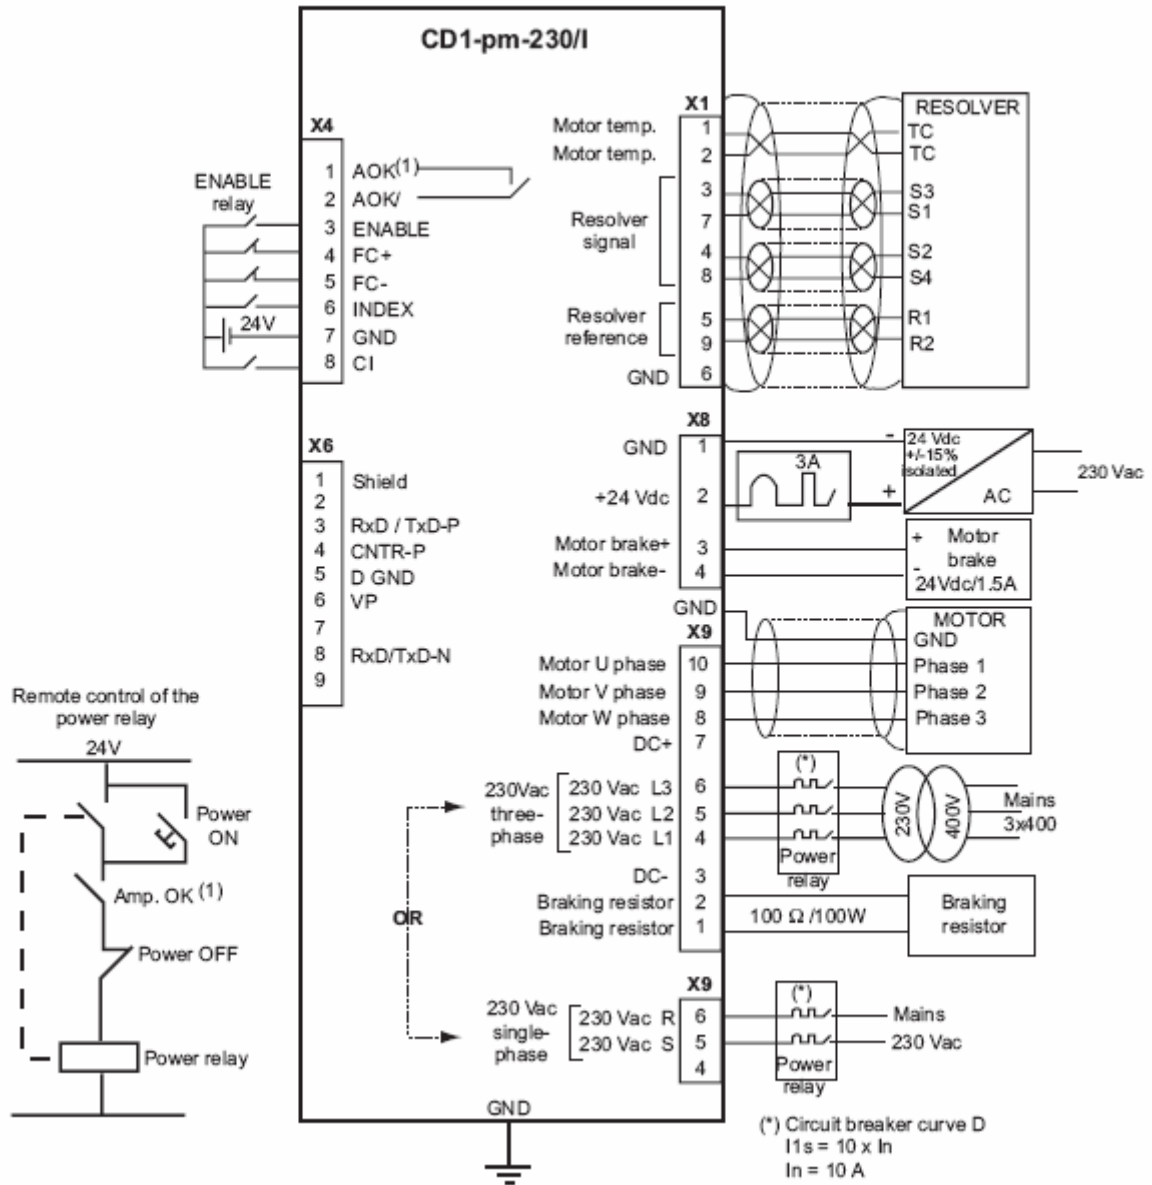 CD1-pm-230/I
X4
1 AOK(1)
2 AOK/
3 ENABLE
4 FC+
5 FC-
6 INDEX
7 GND
8 CI
ENABLE
relay
24V
X6
1 Shield
2
3 RxD / TxD-P
4 CNTR-P
5 D GND
6 VP
7
8 RxD/TxD-N
9
Remote control of the
power relay
24V
Power
ON
Amp. OK (1)
Power OFF
Power relay
X1
Motor temp. 1
Motor temp. 2
Resolver
signal
3
7
4
8
Resolver
reference
5
9
GND 6
RESOLVER
TC
TC
S3
S1
S2
S4
R1
R2
X8
GND 1
+24 Vdc 2
Motor brake+ 3
Motor brake- 4
3A
-
+
24 Vdc
+/-15%
isolated
AC
230 Vac
+ Motor
brake
-
24Vdc/1.5A
GND
X9
Motor U phase 10
Motor V phase 9
Motor W phase 8
DC+ 7
MOTOR
GND
Phase 1
Phase 2
Phase 3
230Vac
three-
phase
230 Vac L3 6
230 Vac L2 5
230 Vac L1 4
DC- 3
Braking resistor 2
Braking resistor 1
(*)
Power
relay
230V
400V
Mains
3x400
100 Ω /100W
Braking
resistor
OR
X9
230 Vac
single-
phase
230 Vac R 6
230 Vac S 5
4
(*)
Power
relay
Mains
230 Vac
GND
(*) Circuit breaker curve D
I1s = 10 x In
In = 10 A